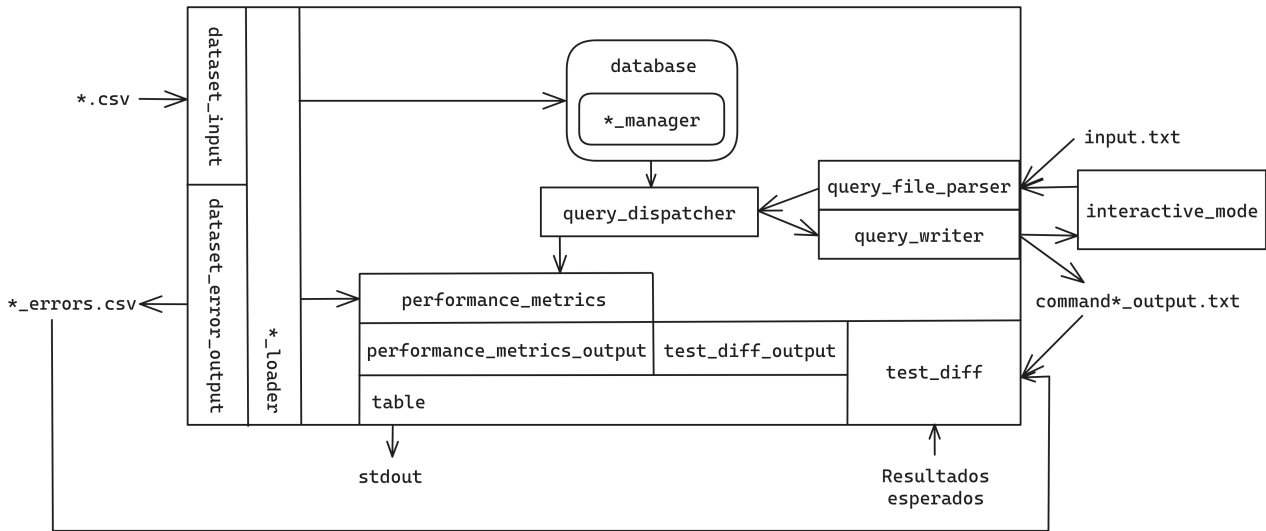 dataset_input
*.csv
database
*_manager
input.txt
query_file_parser
interactive_mode
query_dispatcher
query_writer
dataset_error_output
*_errors.csv
*_loader
performance_metrics
command*_output.txt
performance_metrics_output
test_diff_output
test_diff
table
stdout
Resultados
esperados